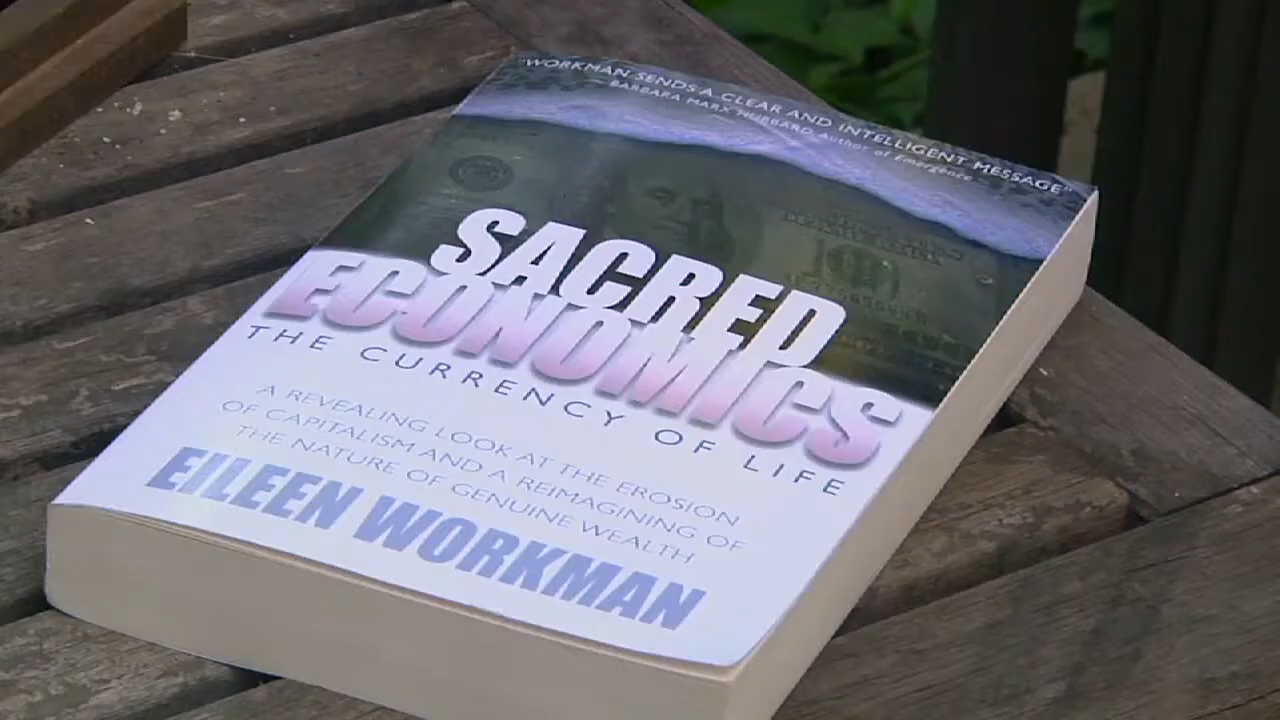 "WORKMAN SENDS A CLEAR AND INTELLIGENT MESSAGE"
– BARBARA MARX HUBBARD Author of Emergence
SACRED
ECONOMICS
THE CURRENCY OF LIFE
A REVEALING LOOK AT THE EROSION
OF CAPITALISM AND A REIMAGINING OF
THE NATURE OF GENUINE WEALTH
EILEEN WORKMAN